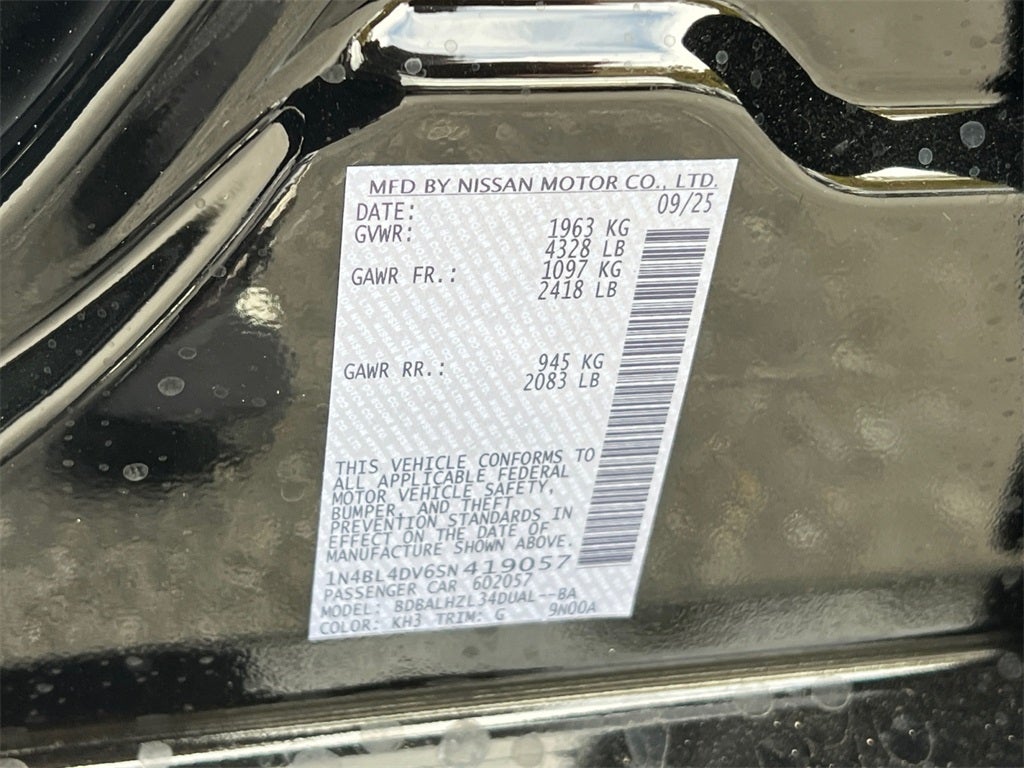 MFD BY NISSAN MOTOR CO., LTD.
DATE: 09/25
GVWR: 1963 KG
4328 LB
GAWR FR.: 1097 KG
2418 LB
GAWR RR.: 945 KG
2083 LB
THIS VEHICLE CONFORMS TO
ALL APPLICABLE FEDERAL
MOTOR VEHICLE SAFETY,
BUMPER, AND THEFT
PREVENTION STANDARDS IN
EFFECT ON THE DATE OF
MANUFACTURE SHOWN ABOVE.
1N4BL4DV6SN419057
PASSENGER CAR 602057
MODEL: BDBALHZL34DUAL--BA
COLOR: KH3 TRIM: G 9N00A